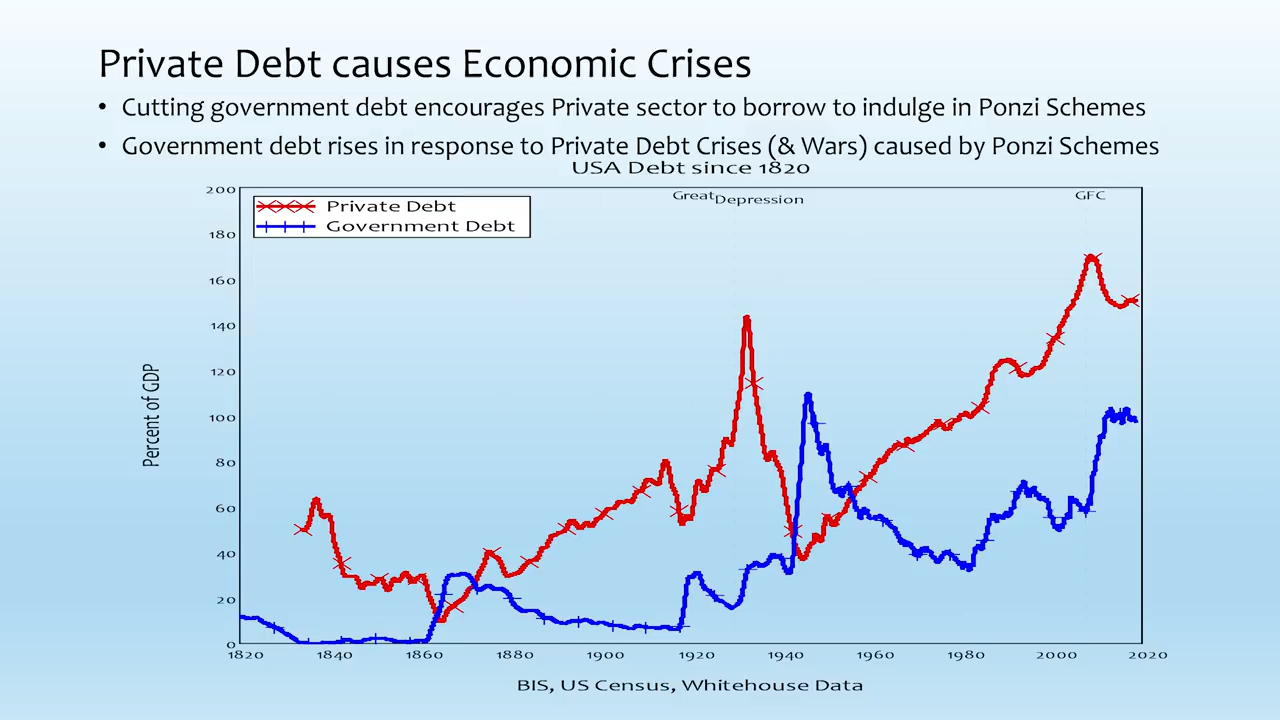 Private Debt causes Economic Crises
• Cutting government debt encourages Private sector to borrow to indulge in Ponzi Schemes
• Government debt rises in response to Private Debt Crises (& Wars) caused by Ponzi Schemes
USA Debt since 1820
Great Depression
GFC
Private Debt
Government Debt
200
180
160
140
120
100
80
60
40
20
0
Percent of GDP
1820 1840 1860 1880 1900 1920 1940 1960 1980 2000 2020
BIS, US Census, Whitehouse Data